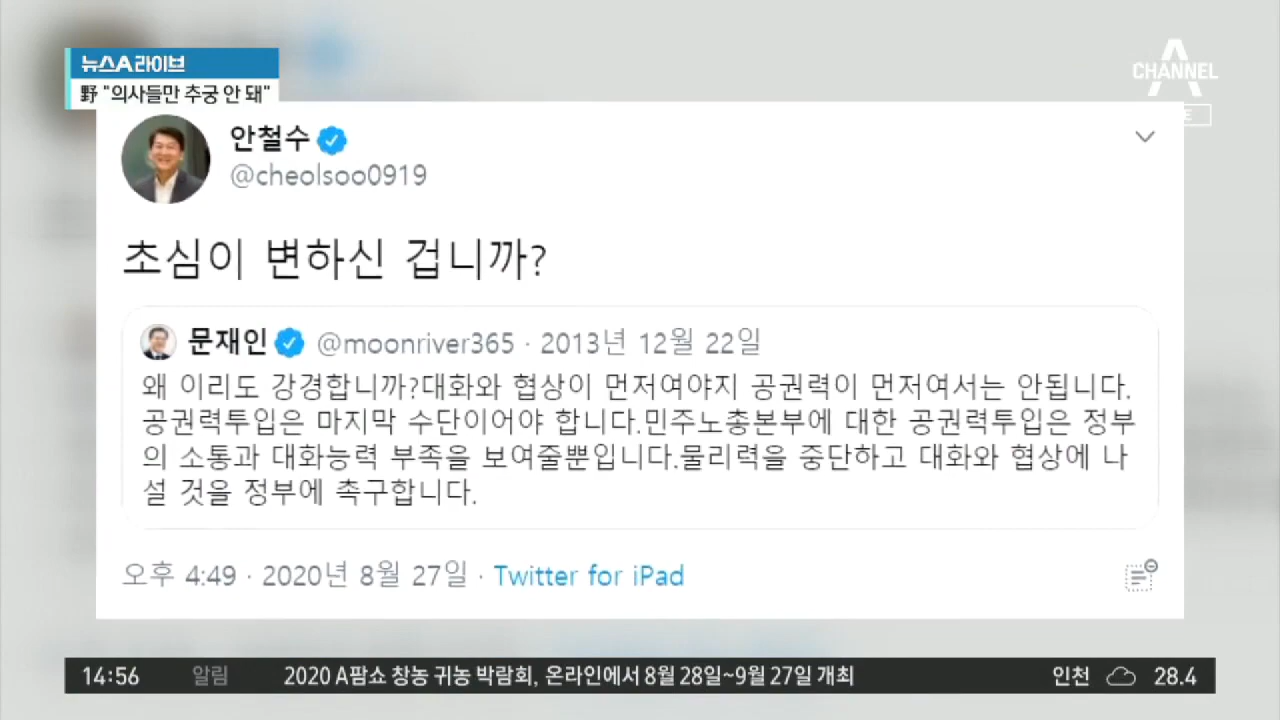 뉴스A 라이브
野 "의사들만 추궁 안 돼"
CHANNEL A
안철수
@cheolsoo0919
초심이 변하신 겁니까?
문재인 @moonriver365 · 2013년 12월 22일
왜 이리도 강경합니까?대화와 협상이 먼저여야지 공권력이 먼저여서는 안됩니다.
공권력투입은 마지막 수단이어야 합니다.민주노총본부에 대한 공권력투입은 정부
의 소통과 대화능력 부족을 보여줄뿐입니다.물리력을 중단하고 대화와 협상에 나
설 것을 정부에 촉구합니다.
오후 4:49 · 2020년 8월 27일 · Twitter for iPad
14:56 알림 2020 A팜쇼 창농 귀농 박람회, 온라인에서 8월 28일~9월 27일 개최 인천 28.4